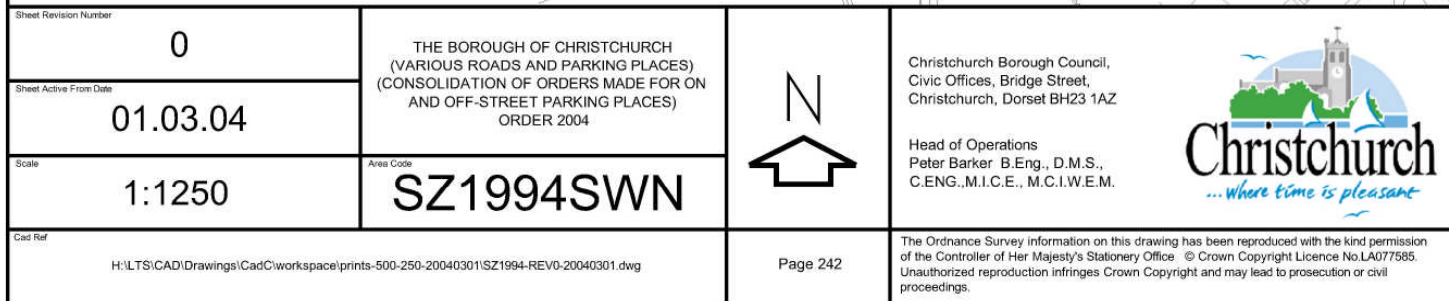 Sheet Revision Number
0
Sheet Active From Date
01.03.04
Scale
1:1250
THE BOROUGH OF CHRISTCHURCH
(VARIOUS ROADS AND PARKING PLACES)
(CONSOLIDATION OF ORDERS MADE FOR ON
AND OFF-STREET PARKING PLACES)
ORDER 2004
Area Code
SZ1994SWN
N
Christchurch Borough Council,
Civic Offices, Bridge Street,
Christchurch, Dorset BH23 1AZ
Head of Operations
Peter Barker B.Eng., D.M.S.,
C.ENG.,M.I.C.E., M.C.I.W.E.M.
Christchurch
...where time is pleasant
Cad Ref
H:\LTS\CAD\Drawings\CadC\workspace\prints-500-250-20040301\SZ1994-REV0-20040301.dwg
Page 242
The Ordnance Survey information on this drawing has been reproduced with the kind permission
of the Controller of Her Majesty's Stationery Office © Crown Copyright Licence No.LA077585.
Unauthorized reproduction infringes Crown Copyright and may lead to prosecution or civil
proceedings.